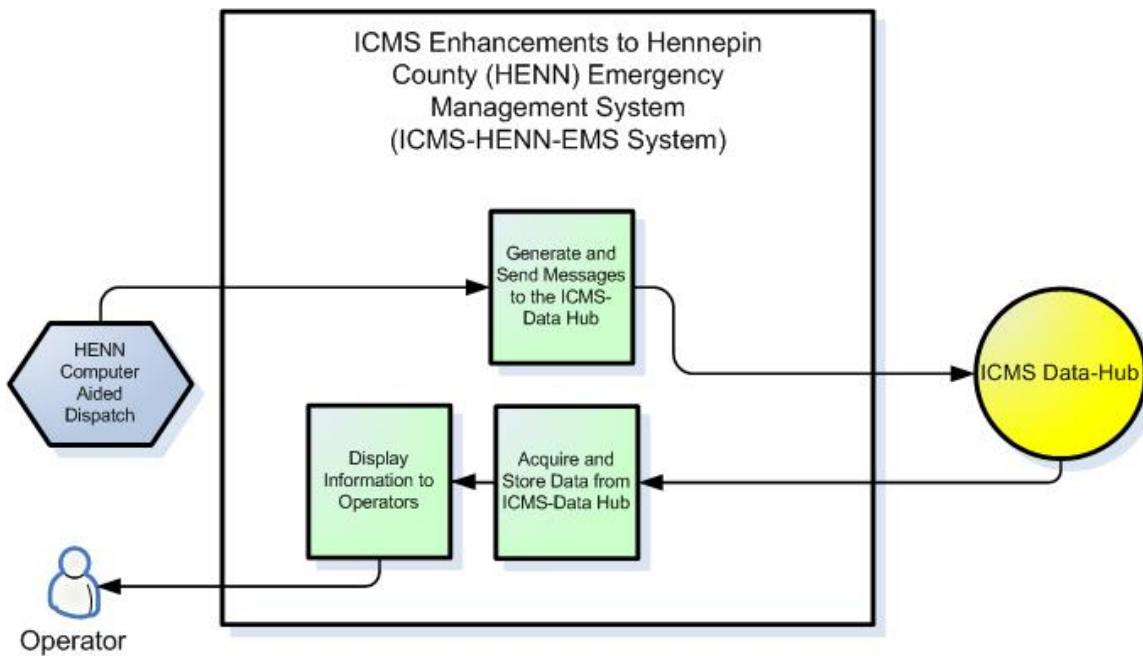 ICMS Enhancements to Hennepin
County (HENN) Emergency
Management System
(ICMS-HENN-EMS System)
Generate and
Send Messages
to the ICMS-
Data Hub
HENN
Computer
Aided
Dispatch
ICMS Data-Hub
Display
Information to
Operators
Acquire and
Store Data from
ICMS-Data Hub
Operator